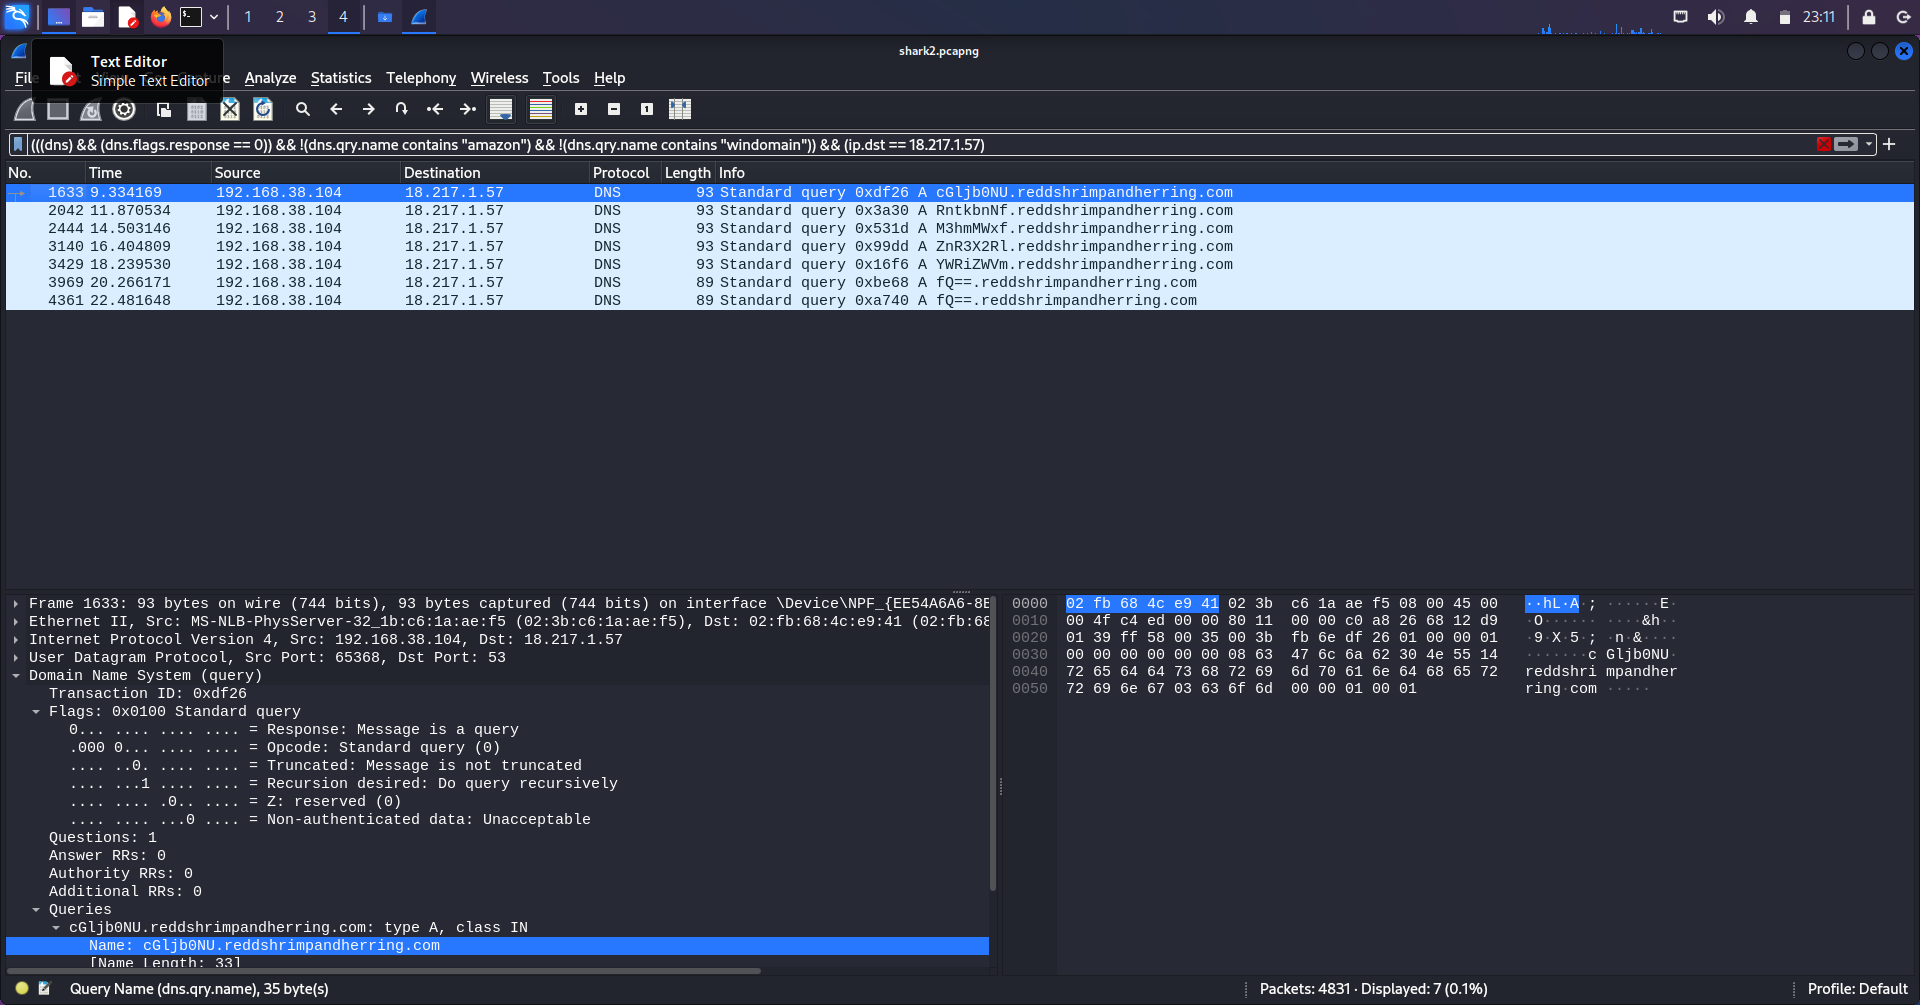 1 2 3 4 23:11
shark2.pcapng
Text Editor
Simple Text Editor
Analyze Statistics Telephony Wireless Tools Help
(((dns) && (dns.flags.response == 0)) && !(dns.qry.name contains "amazon") && !(dns.qry.name contains "windomain")) && (ip.dst == 18.217.1.57)
No. Time Source Destination Protocol Length Info
1633 9.334169 192.168.38.104 18.217.1.57 DNS 93 Standard query 0xdf26 A cGljb0NU.reddshrimpandherring.com
2042 11.870534 192.168.38.104 18.217.1.57 DNS 93 Standard query 0x3a30 A RntkbnNf.reddshrimpandherring.com
2444 14.503146 192.168.38.104 18.217.1.57 DNS 93 Standard query 0x531d A M3hmMWxf.reddshrimpandherring.com
3140 16.404809 192.168.38.104 18.217.1.57 DNS 93 Standard query 0x99dd A ZnR3X2Rl.reddshrimpandherring.com
3429 18.239530 192.168.38.104 18.217.1.57 DNS 93 Standard query 0x16f6 A YWRiZWVm.reddshrimpandherring.com
3969 20.266171 192.168.38.104 18.217.1.57 DNS 89 Standard query 0xbe68 A fQ==.reddshrimpandherring.com
4361 22.481648 192.168.38.104 18.217.1.57 DNS 89 Standard query 0xa740 A fQ==.reddshrimpandherring.com
Frame 1633: 93 bytes on wire (744 bits), 93 bytes captured (744 bits) on interface \Device\NPF_{EE54A6A6-8E
Ethernet II, Src: MS-NLB-PhysServer-32_1b:c6:1a:ae:f5 (02:3b:c6:1a:ae:f5), Dst: 02:fb:68:4c:e9:41 (02:fb:68
Internet Protocol Version 4, Src: 192.168.38.104, Dst: 18.217.1.57
User Datagram Protocol, Src Port: 65368, Dst Port: 53
Domain Name System (query)
Transaction ID: 0xdf26
Flags: 0x0100 Standard query
0... .... .... .... = Response: Message is a query
.000 0... .... .... = Opcode: Standard query (0)
.... ..0. .... .... = Truncated: Message is not truncated
.... ...1 .... .... = Recursion desired: Do query recursively
.... .... .0.. .... = Z: reserved (0)
.... .... ...0 .... = Non-authenticated data: Unacceptable
Questions: 1
Answer RRs: 0
Authority RRs: 0
Additional RRs: 0
Queries
cGljb0NU.reddshrimpandherring.com: type A, class IN
Name: cGljb0NU.reddshrimpandherring.com
[Name Length: 33]
0000 02 fb 68 4c e9 41 02 3b c6 1a ae f5 08 00 45 00 ··hL·A·; ······E·
0010 00 4f c4 ed 00 00 80 11 00 00 c0 a8 26 68 12 d9 ·O······ ····&h··
0020 01 39 ff 58 00 35 00 3b fb 6e df 26 01 00 00 01 ·9·X·5·; ·n·&····
0030 00 00 00 00 00 00 08 63 47 6c 6a 62 30 4e 55 14 ·······c Gljb0NU·
0040 72 65 64 64 73 68 72 69 6d 70 61 6e 64 68 65 72 reddshri mpandher
0050 72 69 6e 67 03 63 6f 6d 00 00 01 00 01 ring·com ·····
Query Name (dns.qry.name), 35 byte(s) Packets: 4831 · Displayed: 7 (0.1%) Profile: Default